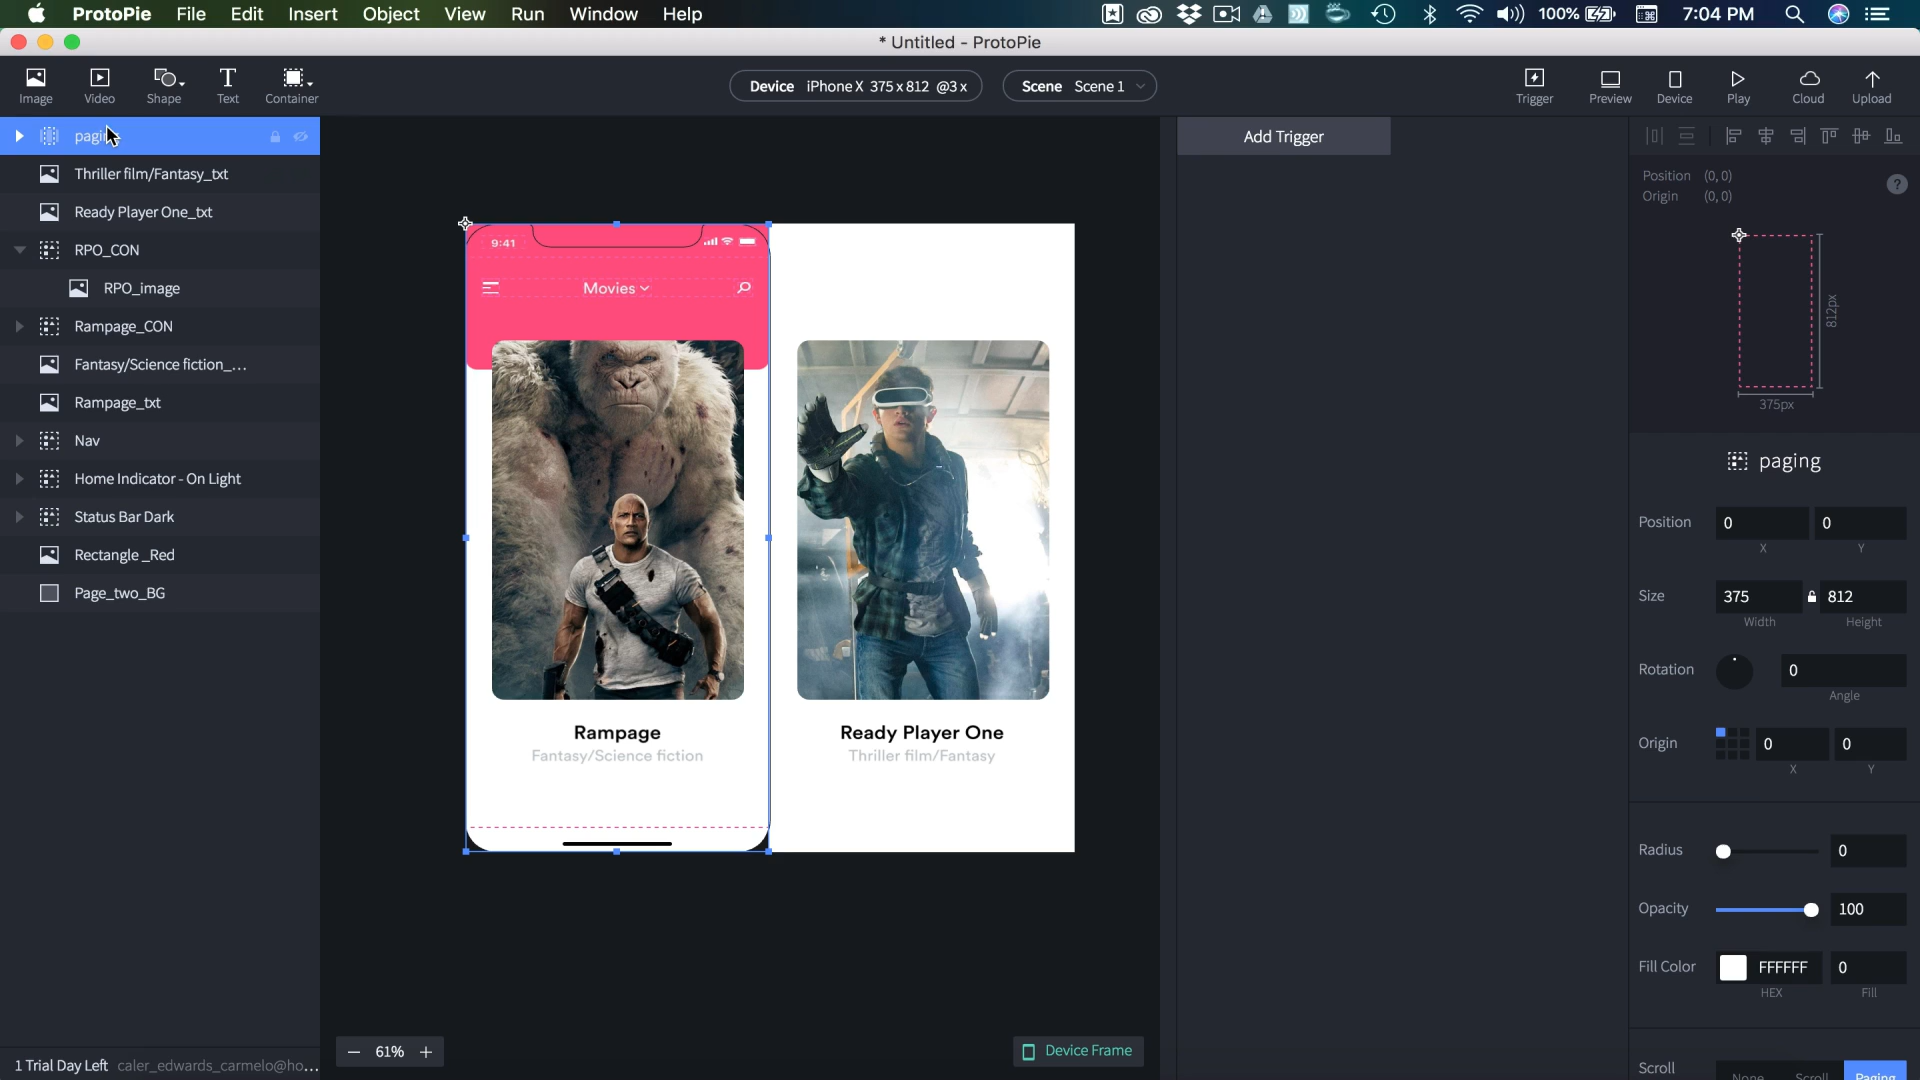 ProtoPie File Edit Insert Object View Run Window Help 100% 7:04 PM
* Untitled - ProtoPie
Image Video Shape Text Container
Device iPhone X 375 x 812 @3 x
Scene Scene 1
Trigger Preview Device Play Cloud Upload
Thriller film/Fantasy_txt
Ready Player One_txt
RPO_CON
RPO_image
Rampage_CON
Fantasy/Science fiction_...
Rampage_txt
Nav
Home Indicator - On Light
Status Bar Dark
Rectangle _Red
Page_two_BG
1 Trial Day Left caler_edwards_carmelo@ho...
9:41
Movies
Rampage
Fantasy/Science fiction
Ready Player One
Thriller film/Fantasy
61%
Device Frame
Add Trigger
Position (0, 0)
Origin (0, 0)
?
812px
375px
paging
Position 0 0
X Y
Size 375 812
Width Height
Rotation 0
Angle
Origin 0 0
X Y
Radius 0
Opacity 100
Fill Color FFFFFF 0
HEX Fill
Scroll None Scroll Paging